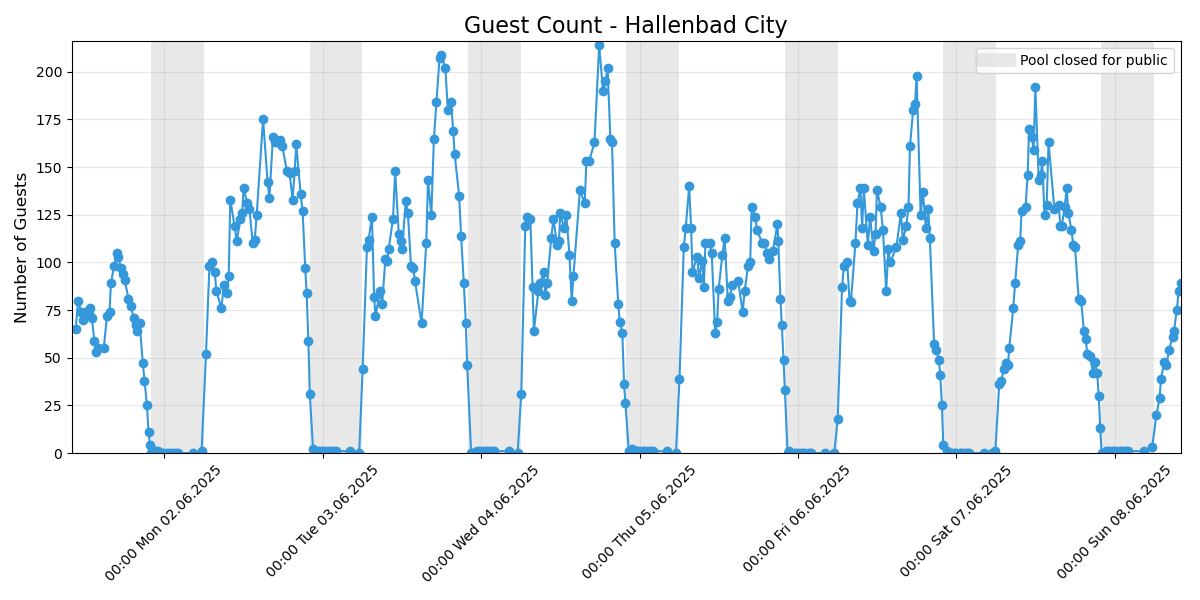 Guest Count - Hallenbad City
Pool closed for public
Number of Guests
200
175
150
125
100
75
50
25
0
00:00 Mon 02.06.2025
00:00 Tue 03.06.2025
00:00 Wed 04.06.2025
00:00 Thu 05.06.2025
00:00 Fri 06.06.2025
00:00 Sat 07.06.2025
00:00 Sun 08.06.2025